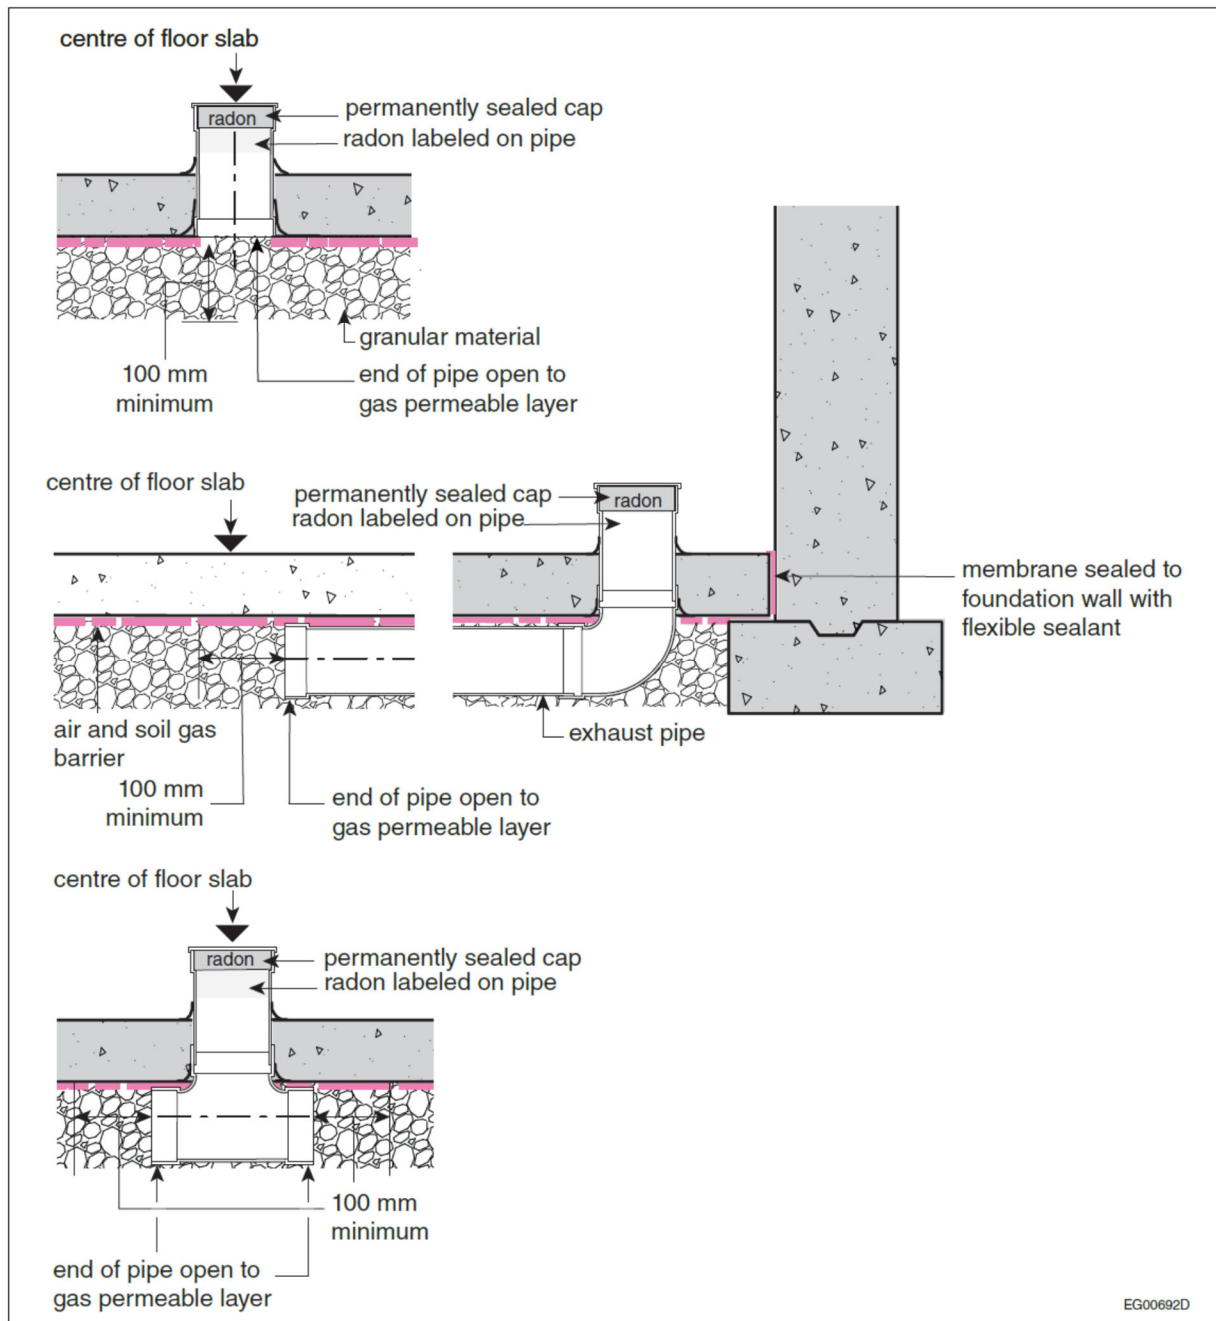 centre of floor slab
radon
permanently sealed cap
radon labeled on pipe
granular material
100 mm
minimum
end of pipe open to
gas permeable layer
centre of floor slab
permanently sealed cap
radon labeled on pipe
radon
membrane sealed to
foundation wall with
flexible sealant
air and soil gas
barrier
exhaust pipe
100 mm
minimum
end of pipe open to
gas permeable layer
centre of floor slab
radon
permanently sealed cap
radon labeled on pipe
100 mm
minimum
end of pipe open to
gas permeable layer
EG00692D